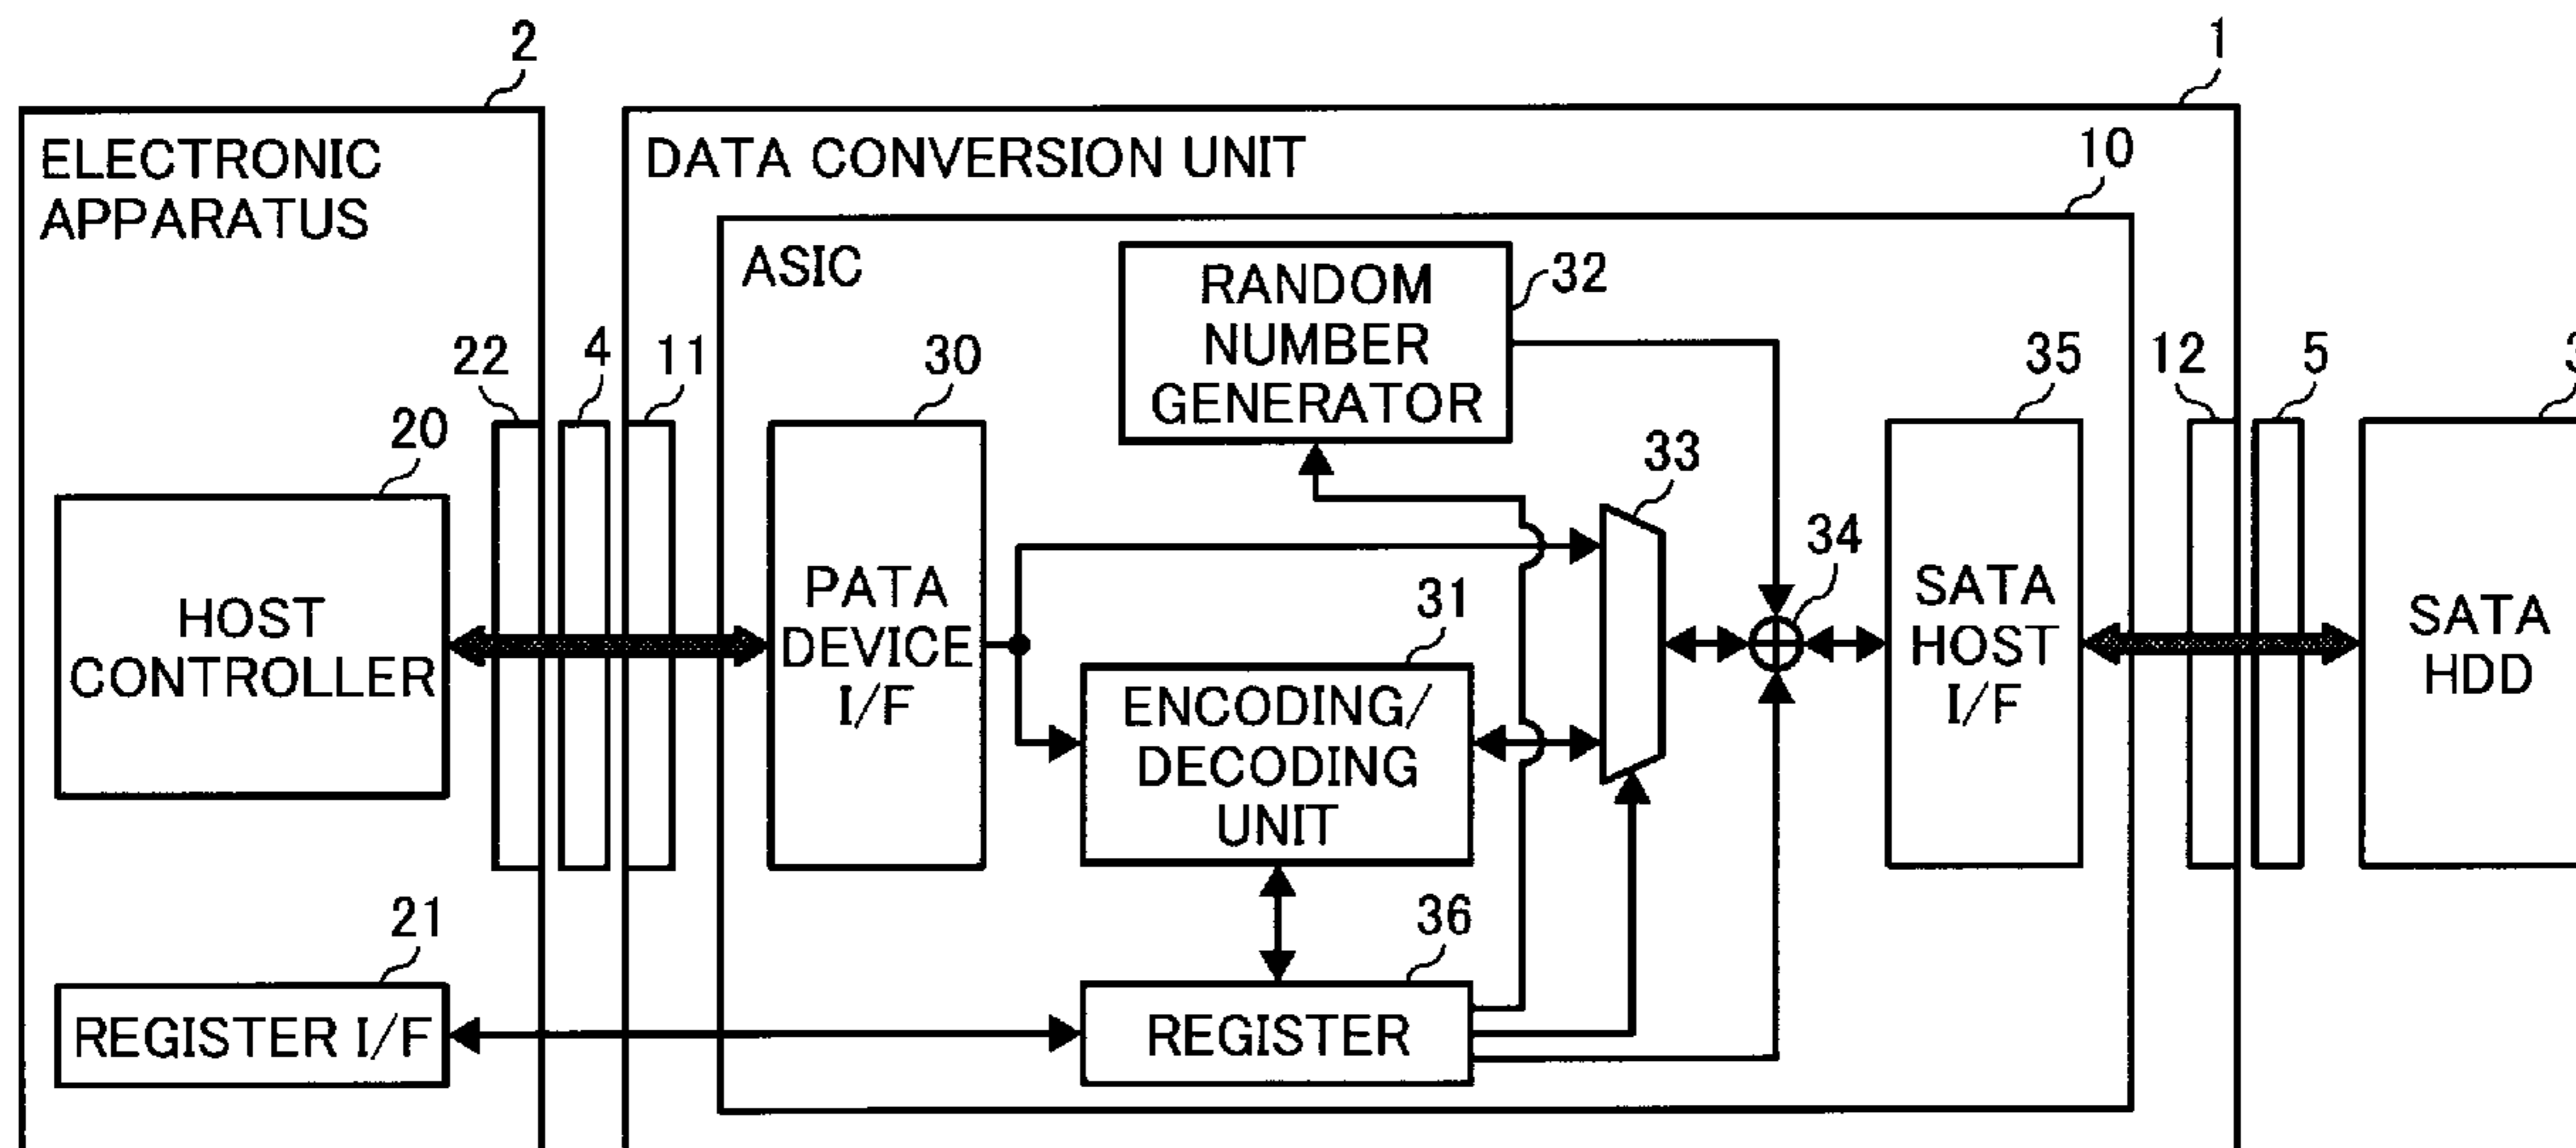 2
1
ELECTRONIC
APPARATUS
DATA CONVERSION UNIT
10
ASIC
RANDOM
NUMBER
GENERATOR
32
22
4
11
30
35
12
5
3
20
33
HOST
CONTROLLER
PATA
DEVICE
I/F
34
31
ENCODING/
DECODING
UNIT
SATA
HOST
I/F
SATA
HDD
21
36
REGISTER I/F
REGISTER